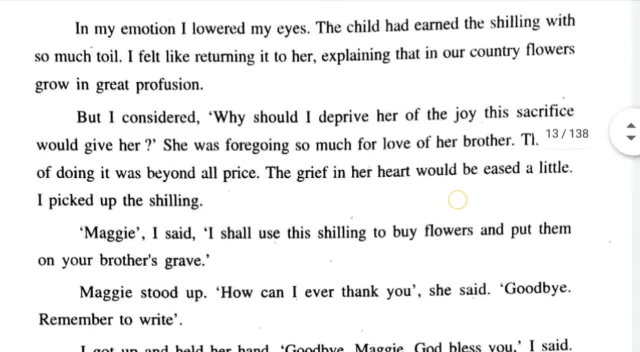 In my emotion I lowered my eyes. The child had earned the shilling with
so much toil. I felt like returning it to her, explaining that in our country flowers
grow in great profusion.
But I considered, ‘Why should I deprive her of the joy this sacrifice
would give her ?’ She was foregoing so much for love of her brother. 13 / 138
of doing it was beyond all price. The grief in her heart would be eased a little.
I picked up the shilling.
‘Maggie’, I said, ‘I shall use this shilling to buy flowers and put them
on your brother's grave.’
Maggie stood up. ‘How can I ever thank you’, she said. ‘Goodbye.
Remember to write’.
I got up and held her hand. ‘Goodbye, Maggie, God bless you.’ I said.